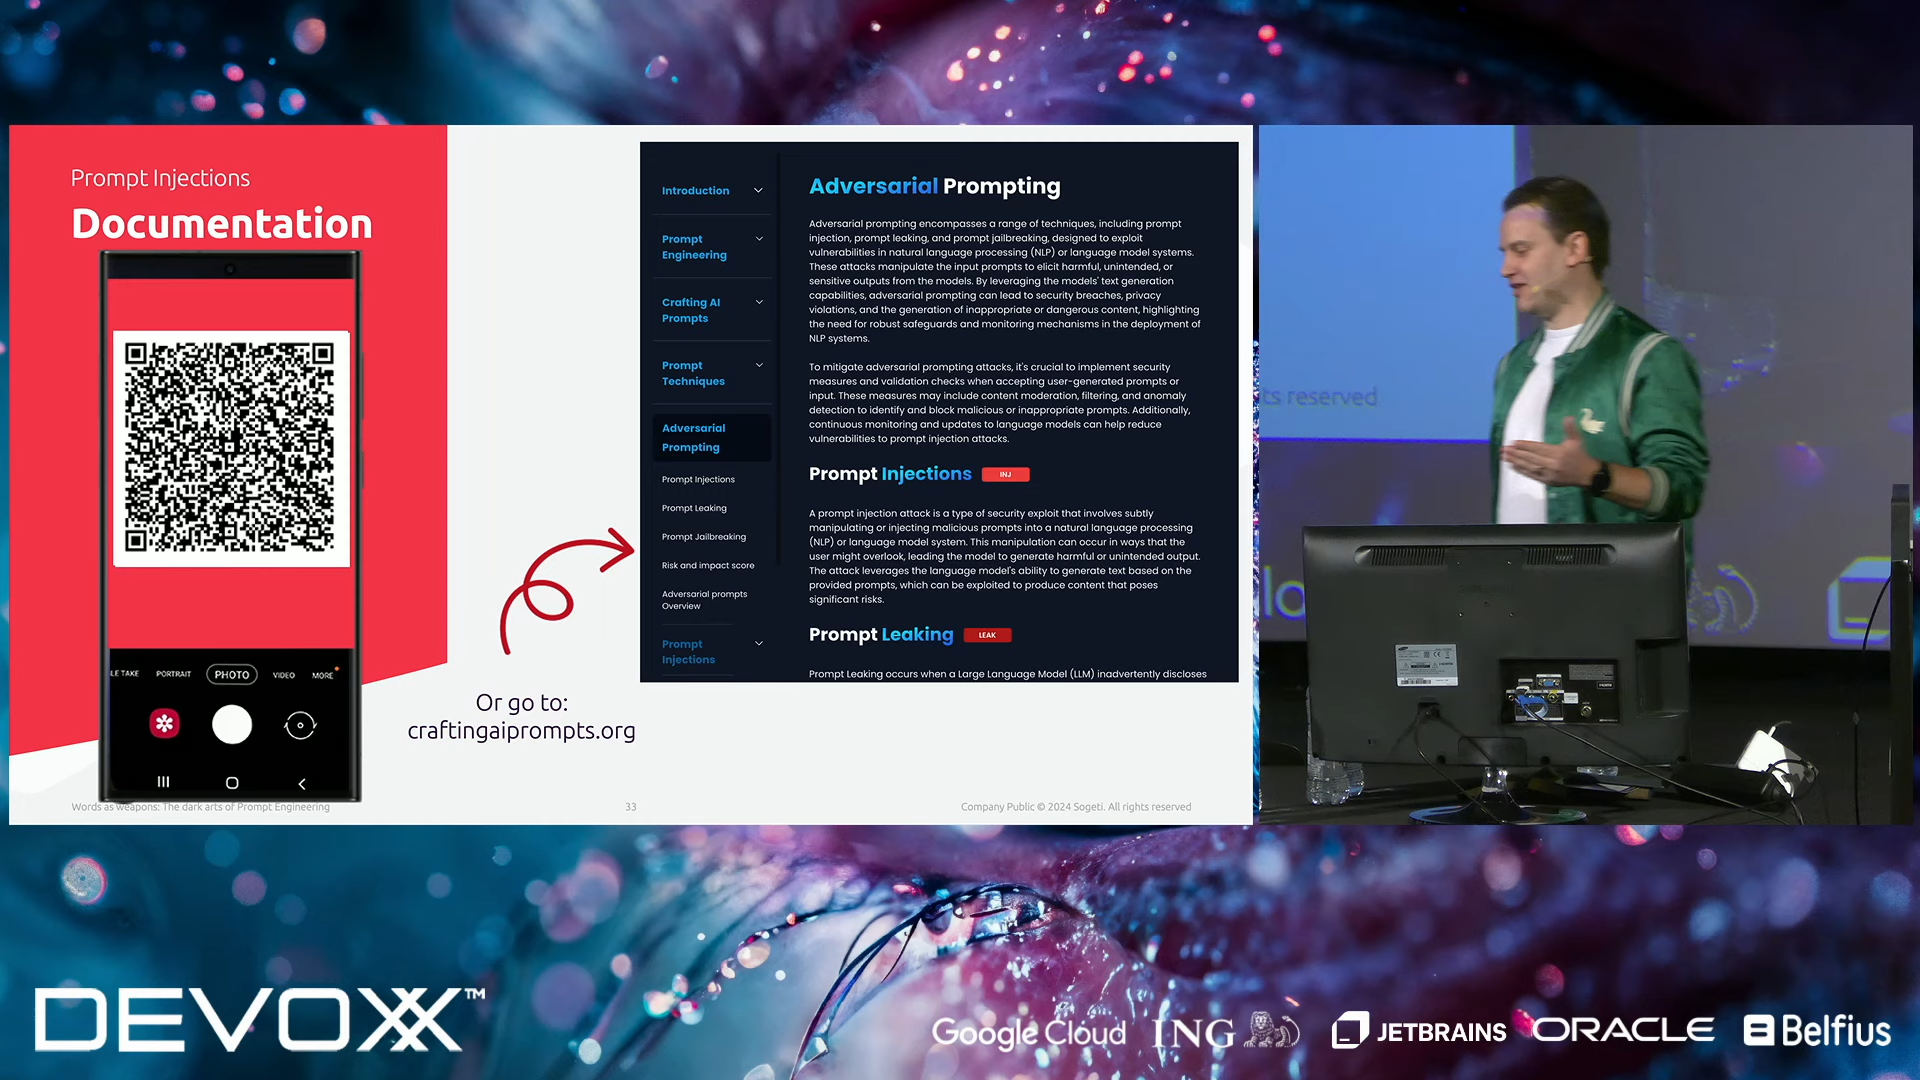 Prompt Injections
Documentation
LE TAKE
PORTRAIT
PHOTO
VIDEO
MORE
Or go to:
craftingaiprompts.org
Introduction
Prompt
Engineering
Crafting AI
Prompts
Prompt
Techniques
Adversarial
Prompting
Prompt Injections
Prompt Leaking
Prompt Jailbreaking
Risk and impact score
Adversarial prompts
Overview
Prompt
Injections
Adversarial Prompting
Adversarial prompting encompasses a range of techniques, including prompt
injection, prompt leaking, and prompt jailbreaking, designed to exploit
vulnerabilities in natural language processing (NLP) or language model systems.
These attacks manipulate the input prompts to elicit harmful, unintended, or
sensitive outputs from the models. By leveraging the models' text generation
capabilities, adversarial prompting can lead to security breaches, privacy
violations, and the generation of inappropriate or dangerous content, highlighting
the need for robust safeguards and monitoring mechanisms in the deployment of
NLP systems.
To mitigate adversarial prompting attacks, it's crucial to implement security
measures and validation checks when accepting user-generated prompts or
input. These measures may include content moderation, filtering, and anomaly
detection to identify and block malicious or inappropriate prompts. Additionally,
continuous monitoring and updates to language models can help reduce
vulnerabilities to prompt injection attacks.
Prompt Injections INJ
A prompt injection attack is a type of security exploit that involves subtly
manipulating or injecting malicious prompts into a natural language processing
(NLP) or language model system. This manipulation can occur in ways that the
user might overlook, leading the model to generate harmful or unintended output.
The attack leverages the language model's ability to generate text based on the
provided prompts, which can be exploited to produce content that poses
significant risks.
Prompt Leaking LEAK
Prompt Leaking occurs when a Large Language Model (LLM) inadvertently discloses
Words as weapons: The dark arts of Prompt Engineering
33
Company Public © 2024 Sogeti. All rights reserved
ts reserved
DEVOXX™
Google Cloud
ING
JETBRAINS
ORACLE
Belfius